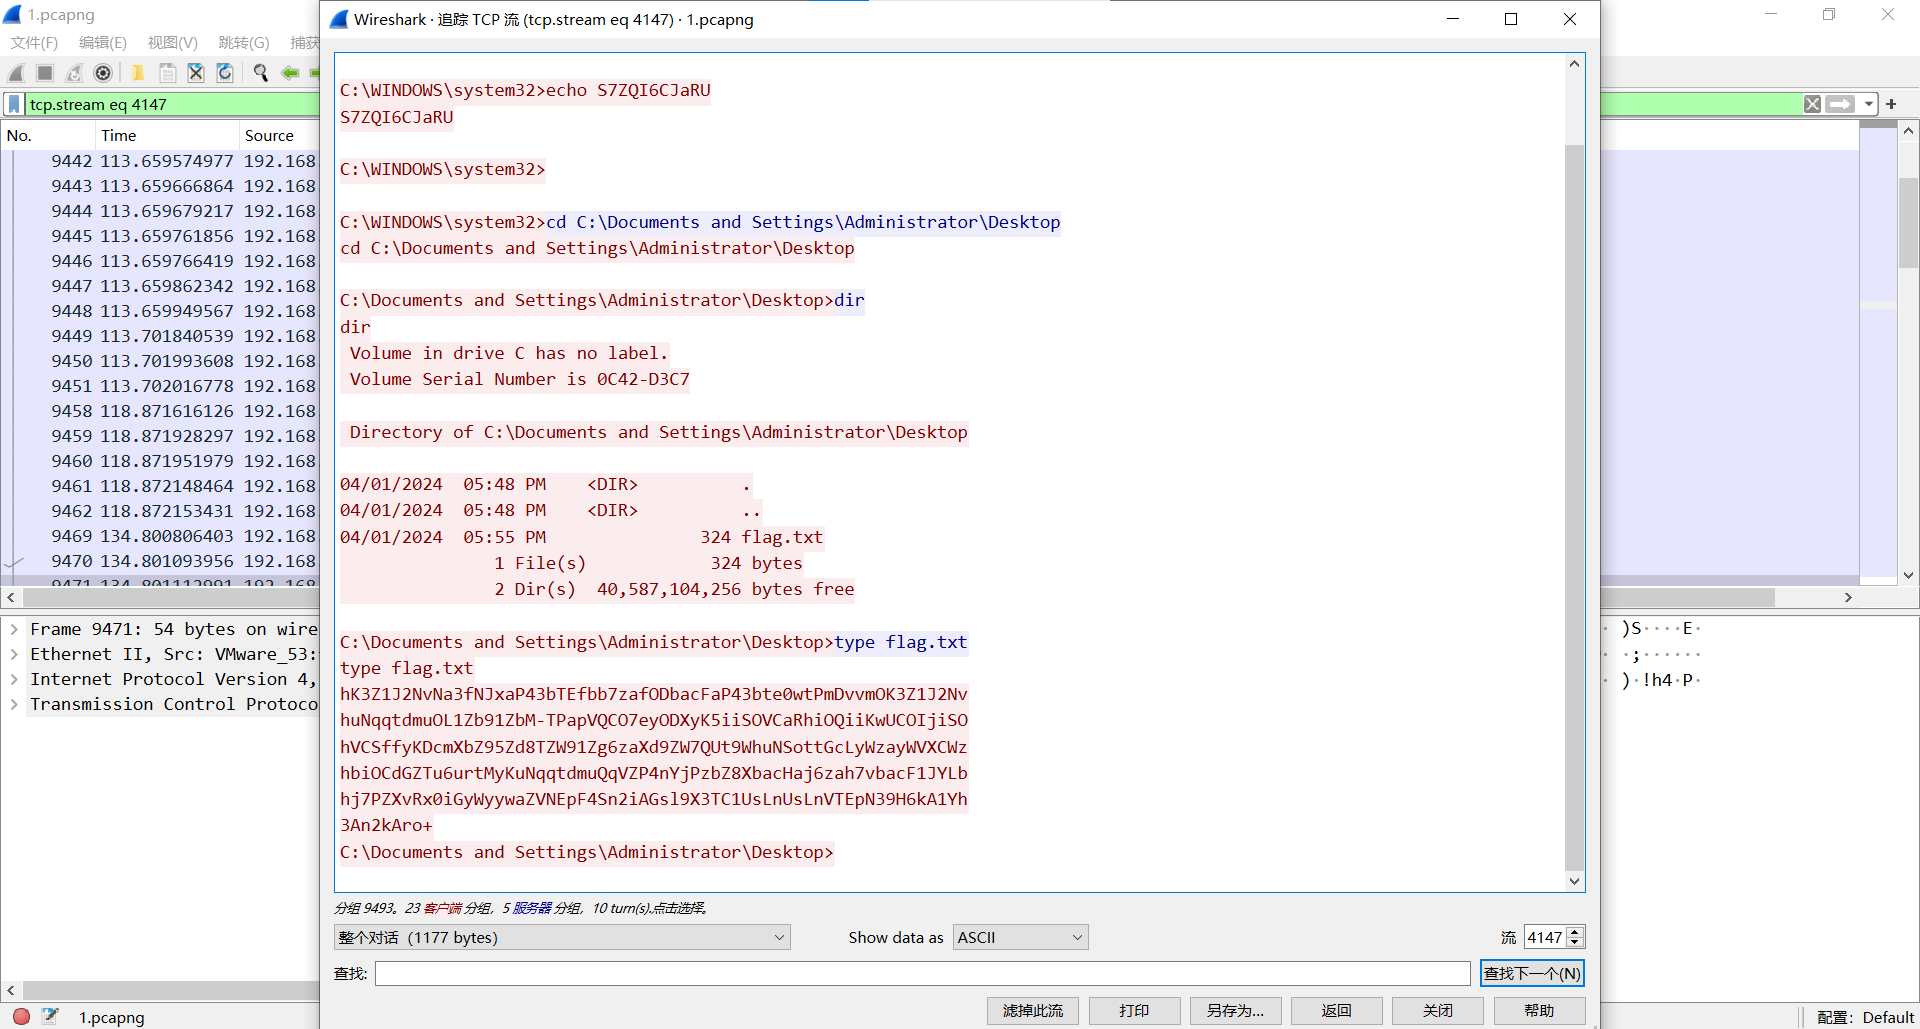 1.pcapng
文件(F) 编辑(E) 视图(V) 跳转(G) 捕获
tcp.stream eq 4147
No. Time Source
9442 113.659574977 192.168
9443 113.659666864 192.168
9444 113.659679217 192.168
9445 113.659761856 192.168
9446 113.659766419 192.168
9447 113.659862342 192.168
9448 113.659949567 192.168
9449 113.701840539 192.168
9450 113.701993608 192.168
9451 113.702016778 192.168
9458 118.871616126 192.168
9459 118.871928297 192.168
9460 118.871951979 192.168
9461 118.872148464 192.168
9462 118.872153431 192.168
9469 134.800806403 192.168
9470 134.801093956 192.168
9471 134.801112991 192.168
Frame 9471: 54 bytes on wire
Ethernet II, Src: VMware_53:
Internet Protocol Version 4,
Transmission Control Protoco
1.pcapng
Wireshark · 追踪 TCP 流 (tcp.stream eq 4147) · 1.pcapng
C:\WINDOWS\system32>echo S7ZQI6CJaRU
S7ZQI6CJaRU
C:\WINDOWS\system32>
C:\WINDOWS\system32>cd C:\Documents and Settings\Administrator\Desktop
cd C:\Documents and Settings\Administrator\Desktop
C:\Documents and Settings\Administrator\Desktop>dir
dir
Volume in drive C has no label.
Volume Serial Number is 0C42-D3C7
Directory of C:\Documents and Settings\Administrator\Desktop
04/01/2024  05:48 PM    <DIR>          .
04/01/2024  05:48 PM    <DIR>          ..
04/01/2024  05:55 PM               324 flag.txt
1 File(s)            324 bytes
2 Dir(s)  40,587,104,256 bytes free
C:\Documents and Settings\Administrator\Desktop>type flag.txt
type flag.txt
hK3Z1J2NvNa3fNJxaP43bTEfbb7zafODbacFaP43bte0wtPmDvvmOK3Z1J2Nv
huNqqtdmuOL1Zb91ZbM-TPapVQCO7eyODXyK5iiSOVCaRhiOQiiKwUCOIjiSO
hVCSffyKDcmXbZ95Zd8TZW91Zg6zaXd9ZW7QUt9WhuNSottGcLyWzayWVXCWz
hbiOCdGZTu6urtMyKuNqqtdmuQqVZP4nYjPzbZ8XbacHaj6zah7vbacF1JYLb
hj7PZXvRx0iGyWyywaZVNEpF4Sn2iAGsl9X3TC1UsLnUsLnVTEpN39H6kA1Yh
3An2kAro+
C:\Documents and Settings\Administrator\Desktop>
分组 9493。23 客户端 分组，5 服务器 分组，10 turn(s).点击选择。
整个对话 (1177 bytes)
Show data as ASCII
流 4147
查找:
查找下一个(N)
滤掉此流 打印 另存为... 返回 关闭 帮助
)S····E·
·;······
)·!h4·P·
配置： Default